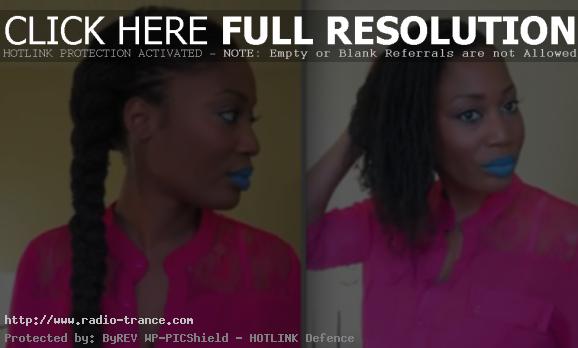 CLICK HERE FULL RESOLUTION
HOTLINK PROTECTION ACTIVATED - NOTE: Empty or Blank Referrals are not Allowed
http://www.radio-trance.com
Protected by: ByREV WP-PICShield - HOTLINK Defence